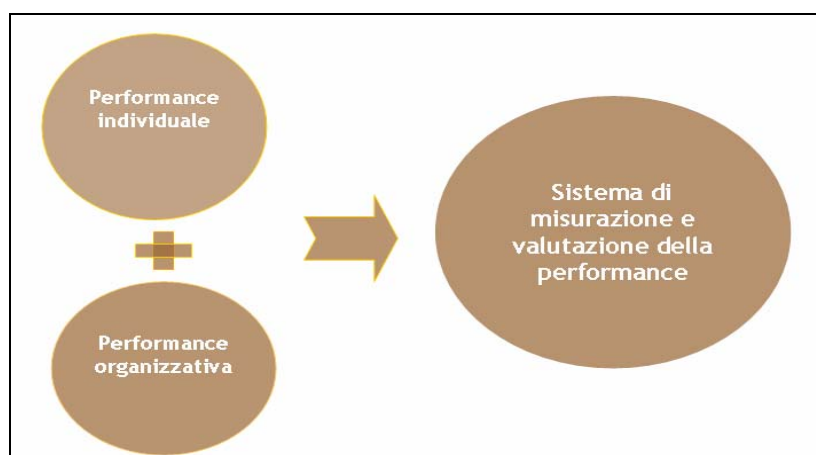 Performance
individuale
Performance
organizzativa
Sistema di
misurazione e
valutazione della
performance